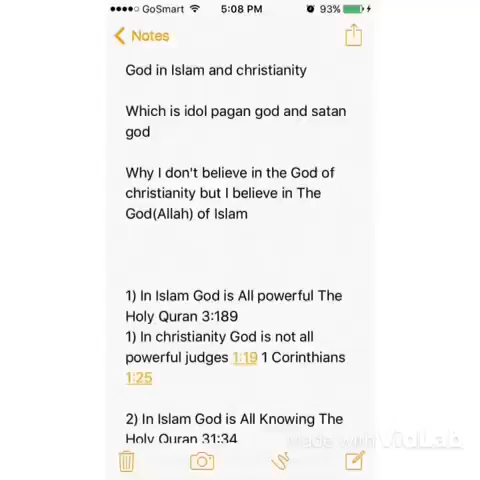 GoSmart 5:08 PM 93%
Notes
God in Islam and christianity
Which is idol pagan god and satan
god
Why I don't believe in the God of
christianity but I believe in The
God(Allah) of Islam
1) In Islam God is All powerful The
Holy Quran 3:189
1) In christianity God is not all
powerful judges 1:19 1 Corinthians
1:25
2) In Islam God is All Knowing The
Holy Quran 31:34
Made with VidLab